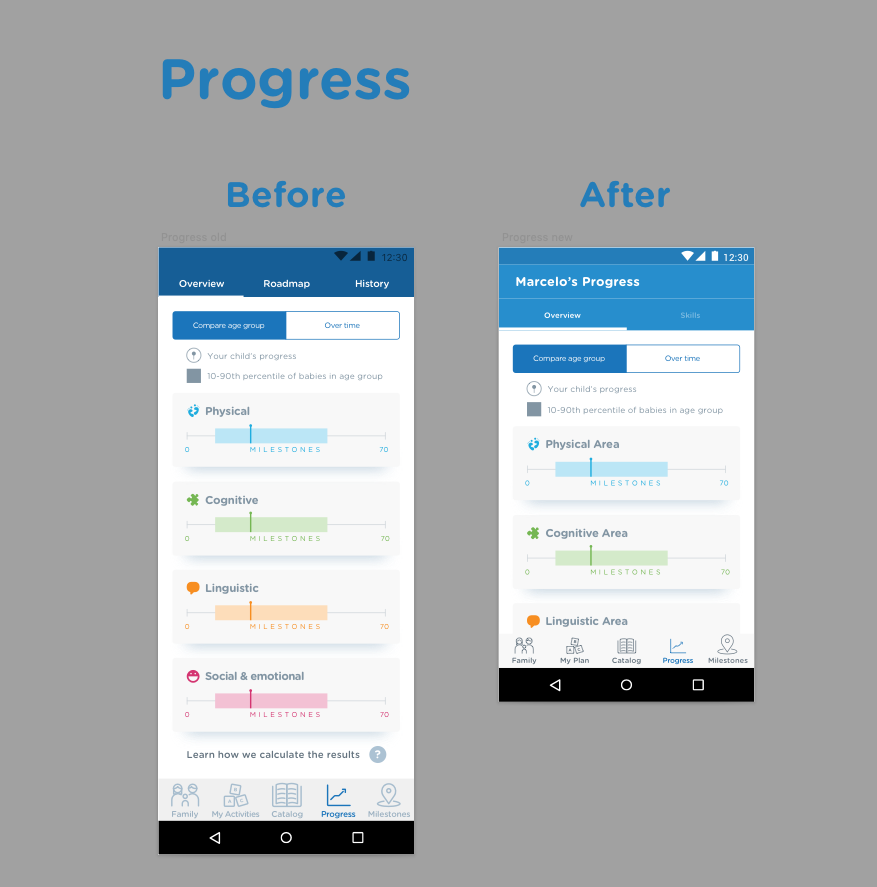 Progress
Before
Progress old
12:30
Overview Roadmap History
Compare age group Over time
Your child's progress
10-90th percentile of babies in age group
Physical
0 MILESTONES 70
Cognitive
0 MILESTONES 70
Linguistic
0 MILESTONES 70
Social & emotional
0 MILESTONES 70
Learn how we calculate the results ?
Family My Activities Catalog Progress Milestones
After
Progress new
12:30
Marcelo's Progress
Overview Skills
Compare age group Over time
Your child's progress
10-90th percentile of babies in age group
Physical Area
0 MILESTONES 70
Cognitive Area
0 MILESTONES 70
Linguistic Area
Family My Plan Catalog Progress Milestones